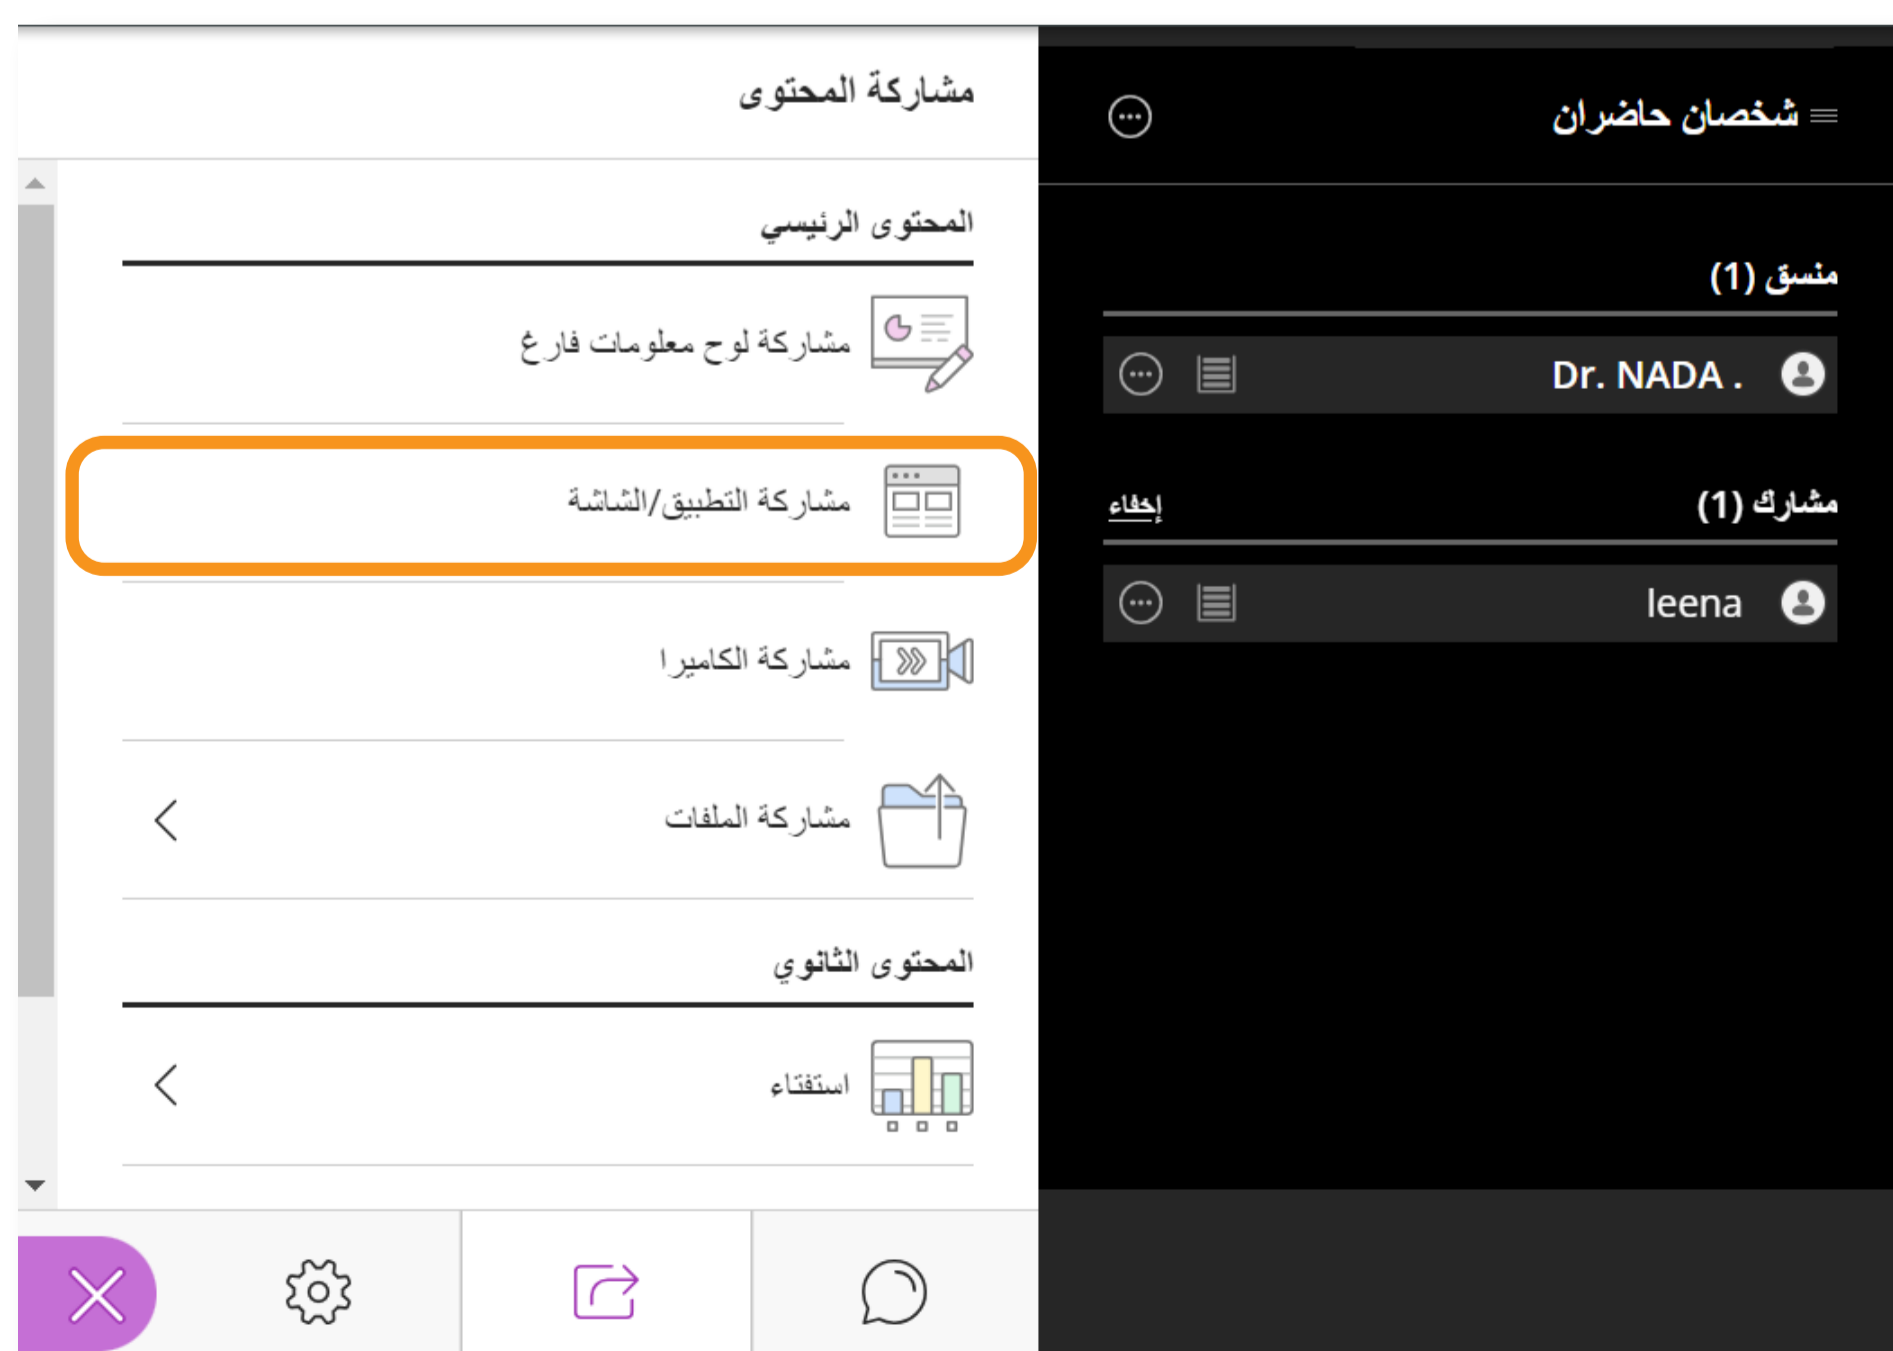 شخصان حاضران
منسق (1)
Dr. NADA .
مشارك (1)
إخفاء
leena
مشاركة المحتوى
المحتوى الرئيسي
مشاركة لوح معلومات فارغ
مشاركة التطبيق/الشاشة
مشاركة الكاميرا
مشاركة الملفات
المحتوى الثانوي
استفتاء